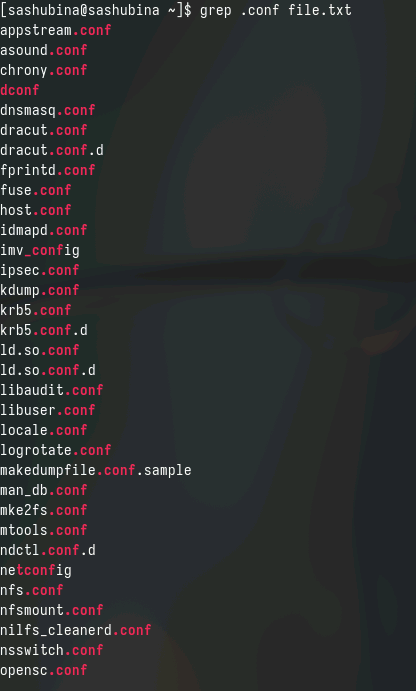 [sashubina@sashubina ~]$ grep .conf file.txt
appstream.conf
asound.conf
chrony.conf
dconf
dnsmasq.conf
dracut.conf
dracut.conf.d
fprintd.conf
fuse.conf
host.conf
idmapd.conf
imv_config
ipsec.conf
kdump.conf
krb5.conf
krb5.conf.d
ld.so.conf
ld.so.conf.d
libaudit.conf
libuser.conf
locale.conf
logrotate.conf
makedumpfile.conf.sample
man_db.conf
mke2fs.conf
mtools.conf
ndctl.conf.d
netconfig
nfs.conf
nfsmount.conf
nilfs_cleanerd.conf
nsswitch.conf
opensc.conf